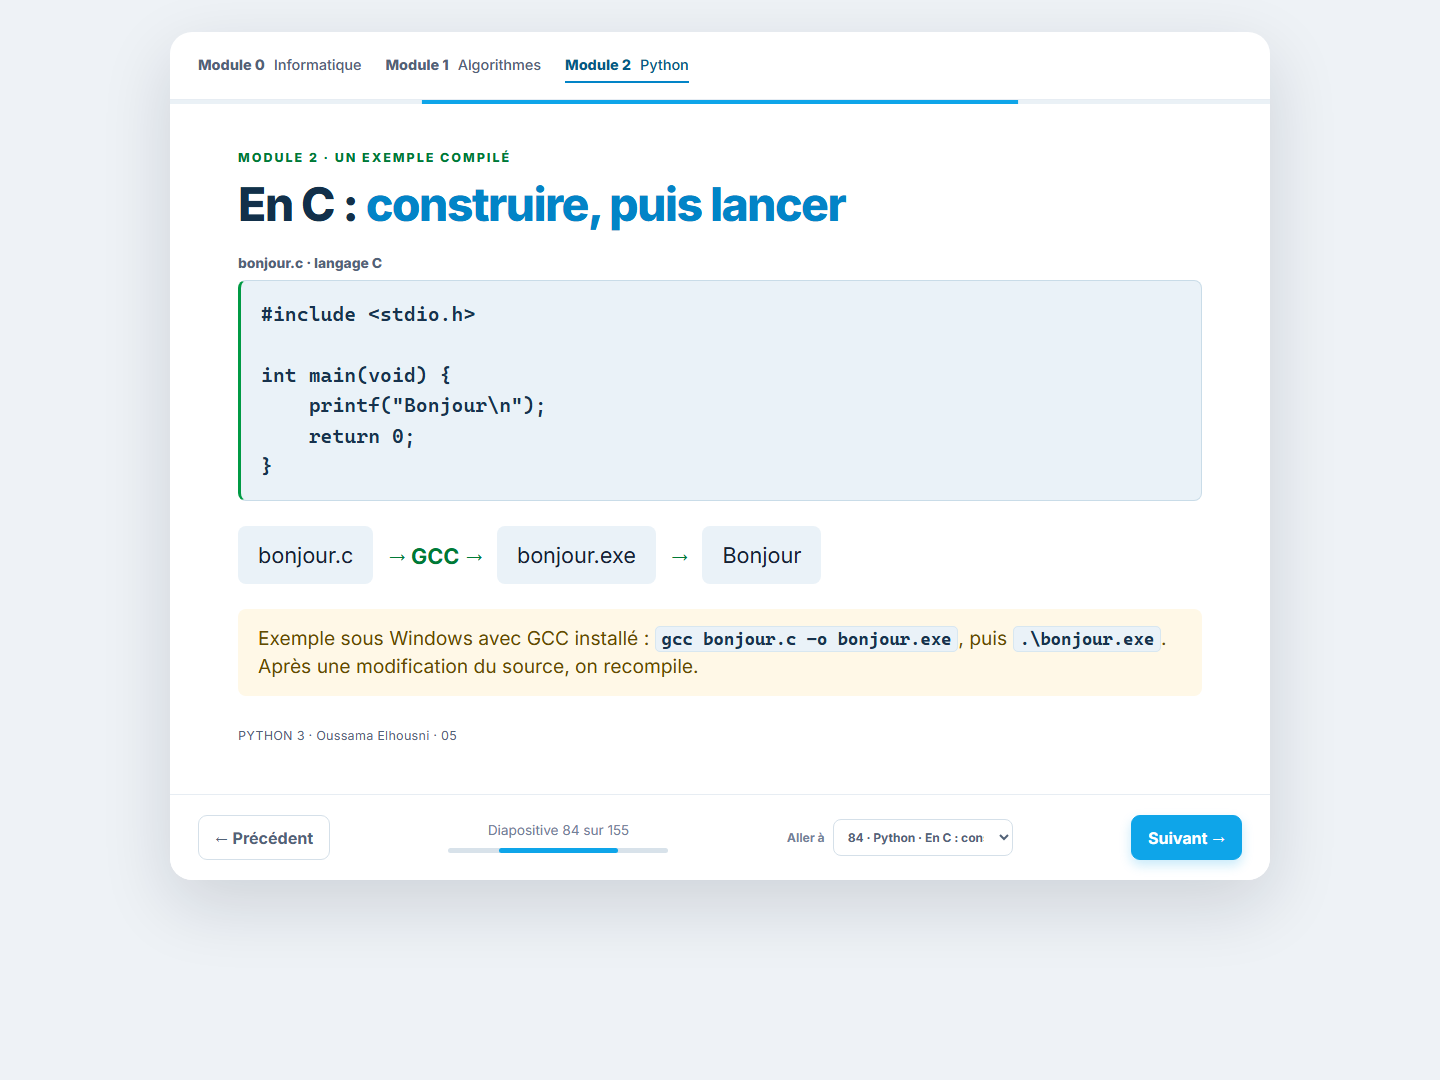 Module 0 Informatique Module 1 Algorithmes Module 2 Python
MODULE 2 · UN EXEMPLE COMPILÉ
En C : construire, puis lancer
bonjour.c · langage C
#include <stdio.h>
int main(void) {
    printf("Bonjour\n");
    return 0;
}
bonjour.c → GCC → bonjour.exe → Bonjour
Exemple sous Windows avec GCC installé : gcc bonjour.c -o bonjour.exe, puis .\bonjour.exe.
Après une modification du source, on recompile.
PYTHON 3 · Oussama Elhousni · 05
← Précédent
Diapositive 84 sur 155
Aller à 84 · Python · En C : con
Suivant →